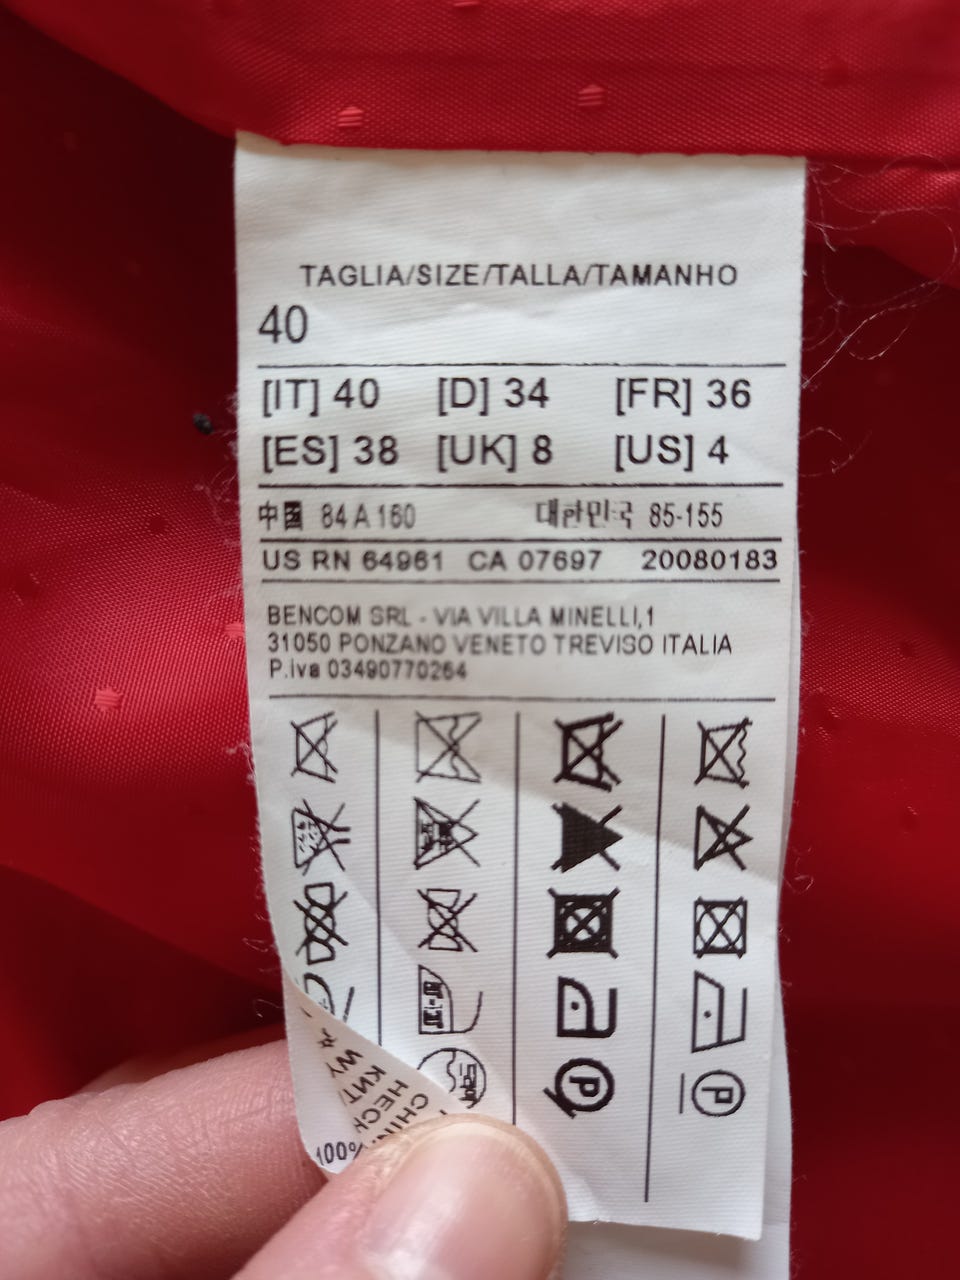 TAGLIA/SIZE/TALLA/TAMANHO
40
[IT] 40 [D] 34 [FR] 36
[ES] 38 [UK] 8 [US] 4
中国 84 A 160 대한민국 85-155
US RN 64961 CA 07697 20080183
BENCOM SRL - VIA VILLA MINELLI,1
31050 PONZANO VENETO TREVISO ITALIA
P.iva 03490770264
P
P
100%